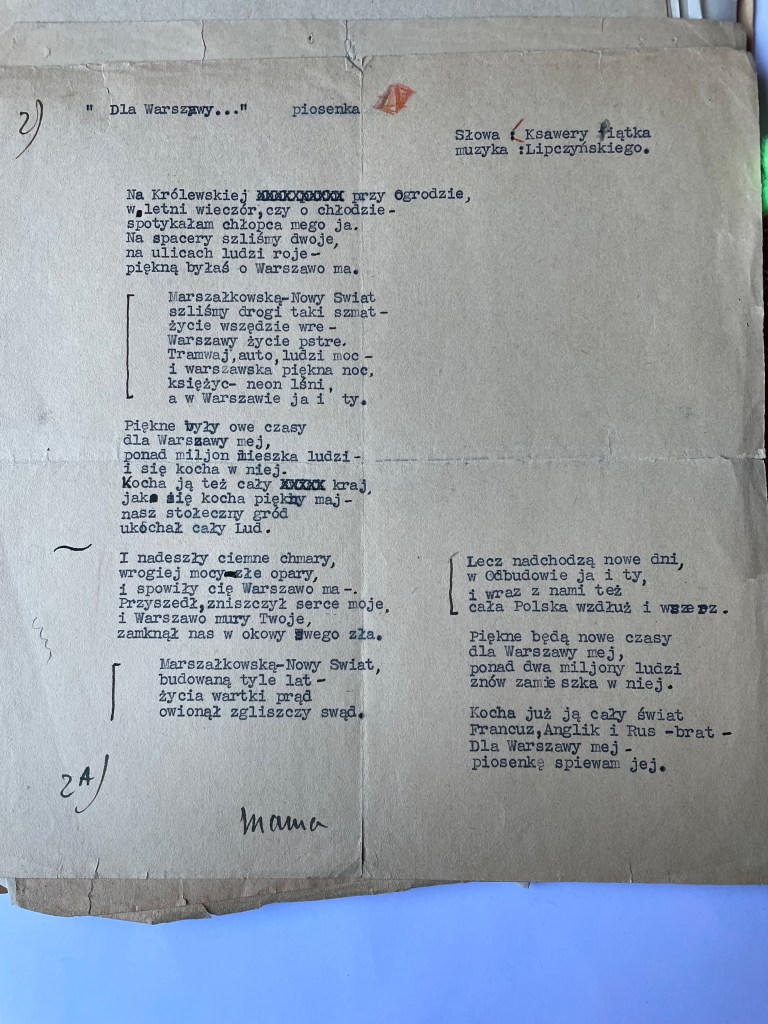 2)
" Dla Warszawy..." piosenka
Słowa : Ksawery Piątka
muzyka :Lipczyńskiego.
Na Królewskiej XXXXXXXXXX przy Ogrodzie,
w letni wieczór,czy o chłodzie-
spotykałam chłopca mego ja.
Na spacery szliśmy dwoje,
na ulicach ludzi roje-
piękną byłaś o Warszawo ma.
Marszałkowską-Nowy Swiat
szliśmy drogi taki szmat-
życie wszędzie wre -
Warszawy życie pstre.
Tramwaj,auto,ludzi moc -
i warszawska piękna noc,
księżyc- neon lśni,
a w Warszawie ja i ty.
Piękne były owe czasy
dla Warszawy mej,
ponad miljon mieszka ludzi-
i się kocha w niej.
Kocha ją też cały XXXXX kraj,
jak się kocha piękny maj-
nasz stołeczny gród
ukochał cały Lud.
I nadeszły ciemne chmary,
wrogiej mocy złe opary,
i spowiły cię Warszawo ma-.
Przyszedł,zniszczył serce moje,
i Warszawo mury Twoje,
zamknął nas w okowy swego zła.
Marszałkowską-Nowy Swiat,
budowaną tyle lat -
życia wartki prąd
owionął zgliszczy swąd.
2A)
mama
Lecz nadchodzą nowe dni,
w Odbudowie ja i ty,
i wraz z nami też
cała Polska wzdłuż i wszerz.
Piękne będą nowe czasy
dla Warszawy mej,
ponad dwa miljony ludzi
znów zamieszka w niej.
Kocha już ją cały świat
Francuz,Anglik i Rus -brat -
Dla Warszawy mej -
piosenkę spiewam jej.